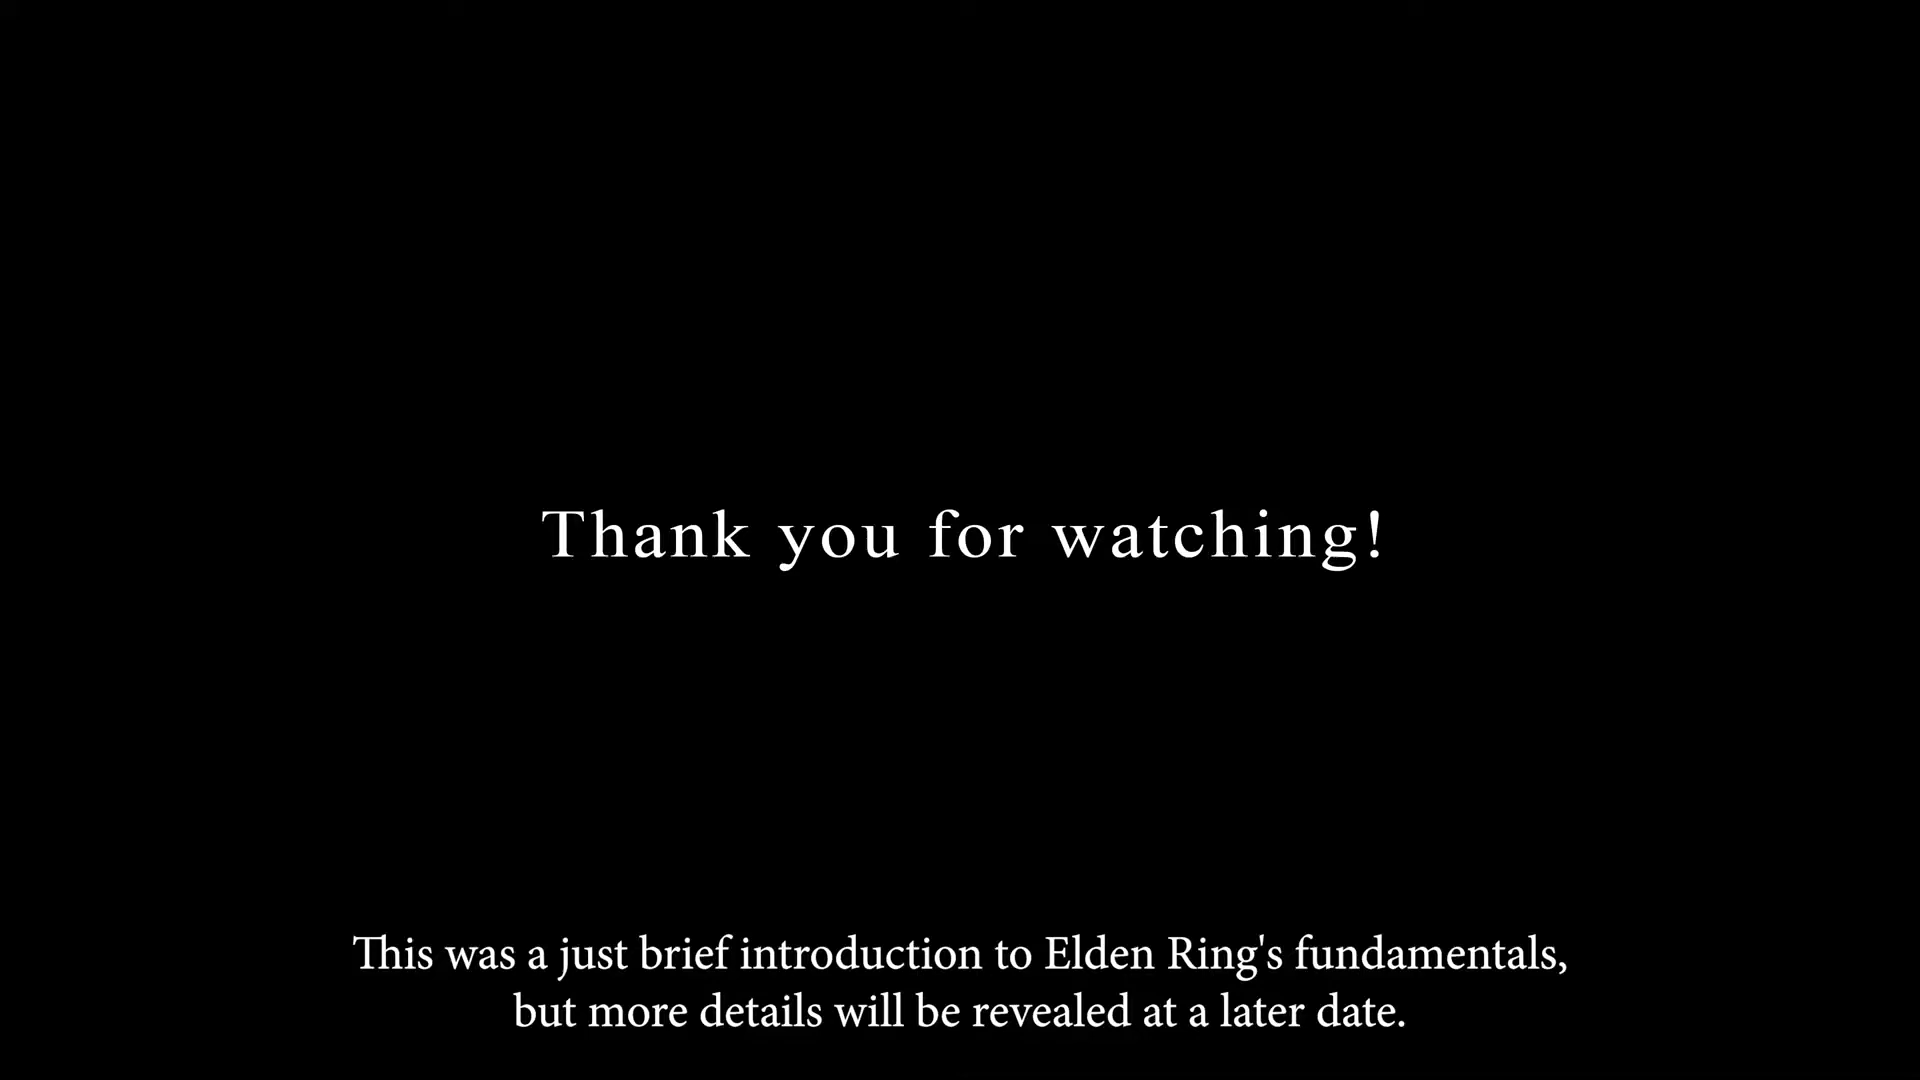 Thank you for watching!
This was a just brief introduction to Elden Ring's fundamentals,
but more details will be revealed at a later date.